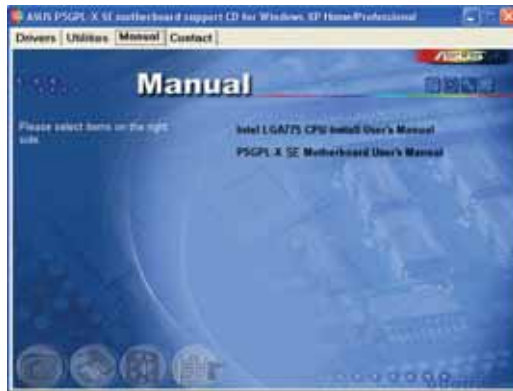 ASUS P5GPL-X SE motherboard support CD for Windows XP Home/Professional
Drivers Utilities Manual Contact
ASUS
Manual
Please select items on the right
side.
Intel LGA775 CPU Install User's Manual
P5GPL-X SE Motherboard User's Manual